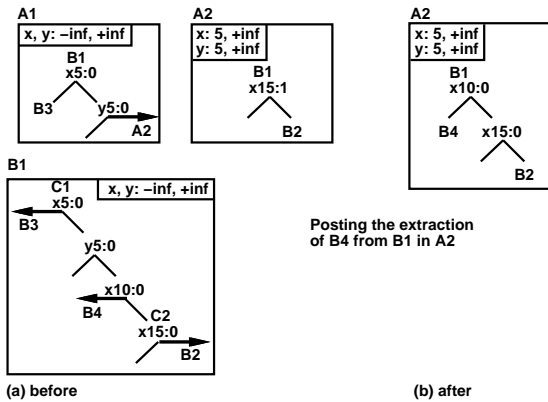 A1
x, y: −inf, +inf
B1
x5:0
B3
y5:0
A2
A2
x: 5, +inf
y: 5, +inf
B1
x15:1
B2
A2
x: 5, +inf
y: 5, +inf
B1
x10:0
B4
x15:0
B2
B1
C1
x, y: −inf, +inf
x5:0
B3
y5:0
x10:0
B4
C2
x15:0
B2
Posting the extraction
of B4 from B1 in A2
(a) before
(b) after